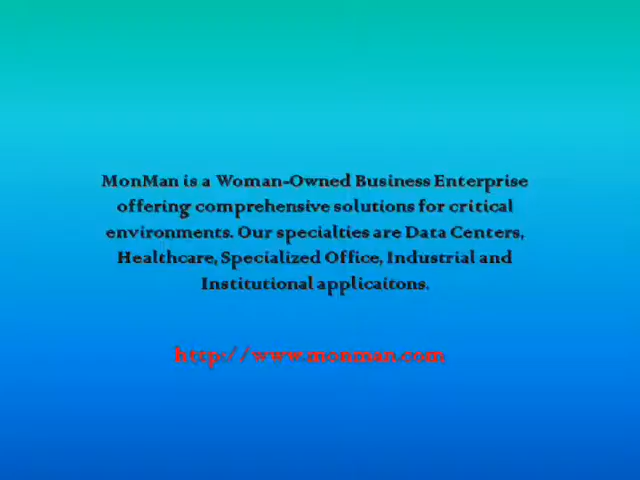 MonMan is a Woman-Owned Business Enterprise
offering comprehensive solutions for critical
environments. Our specialties are Data Centers,
Healthcare, Specialized Office, Industrial and
Institutional applicaitons.
http://www.monman.com